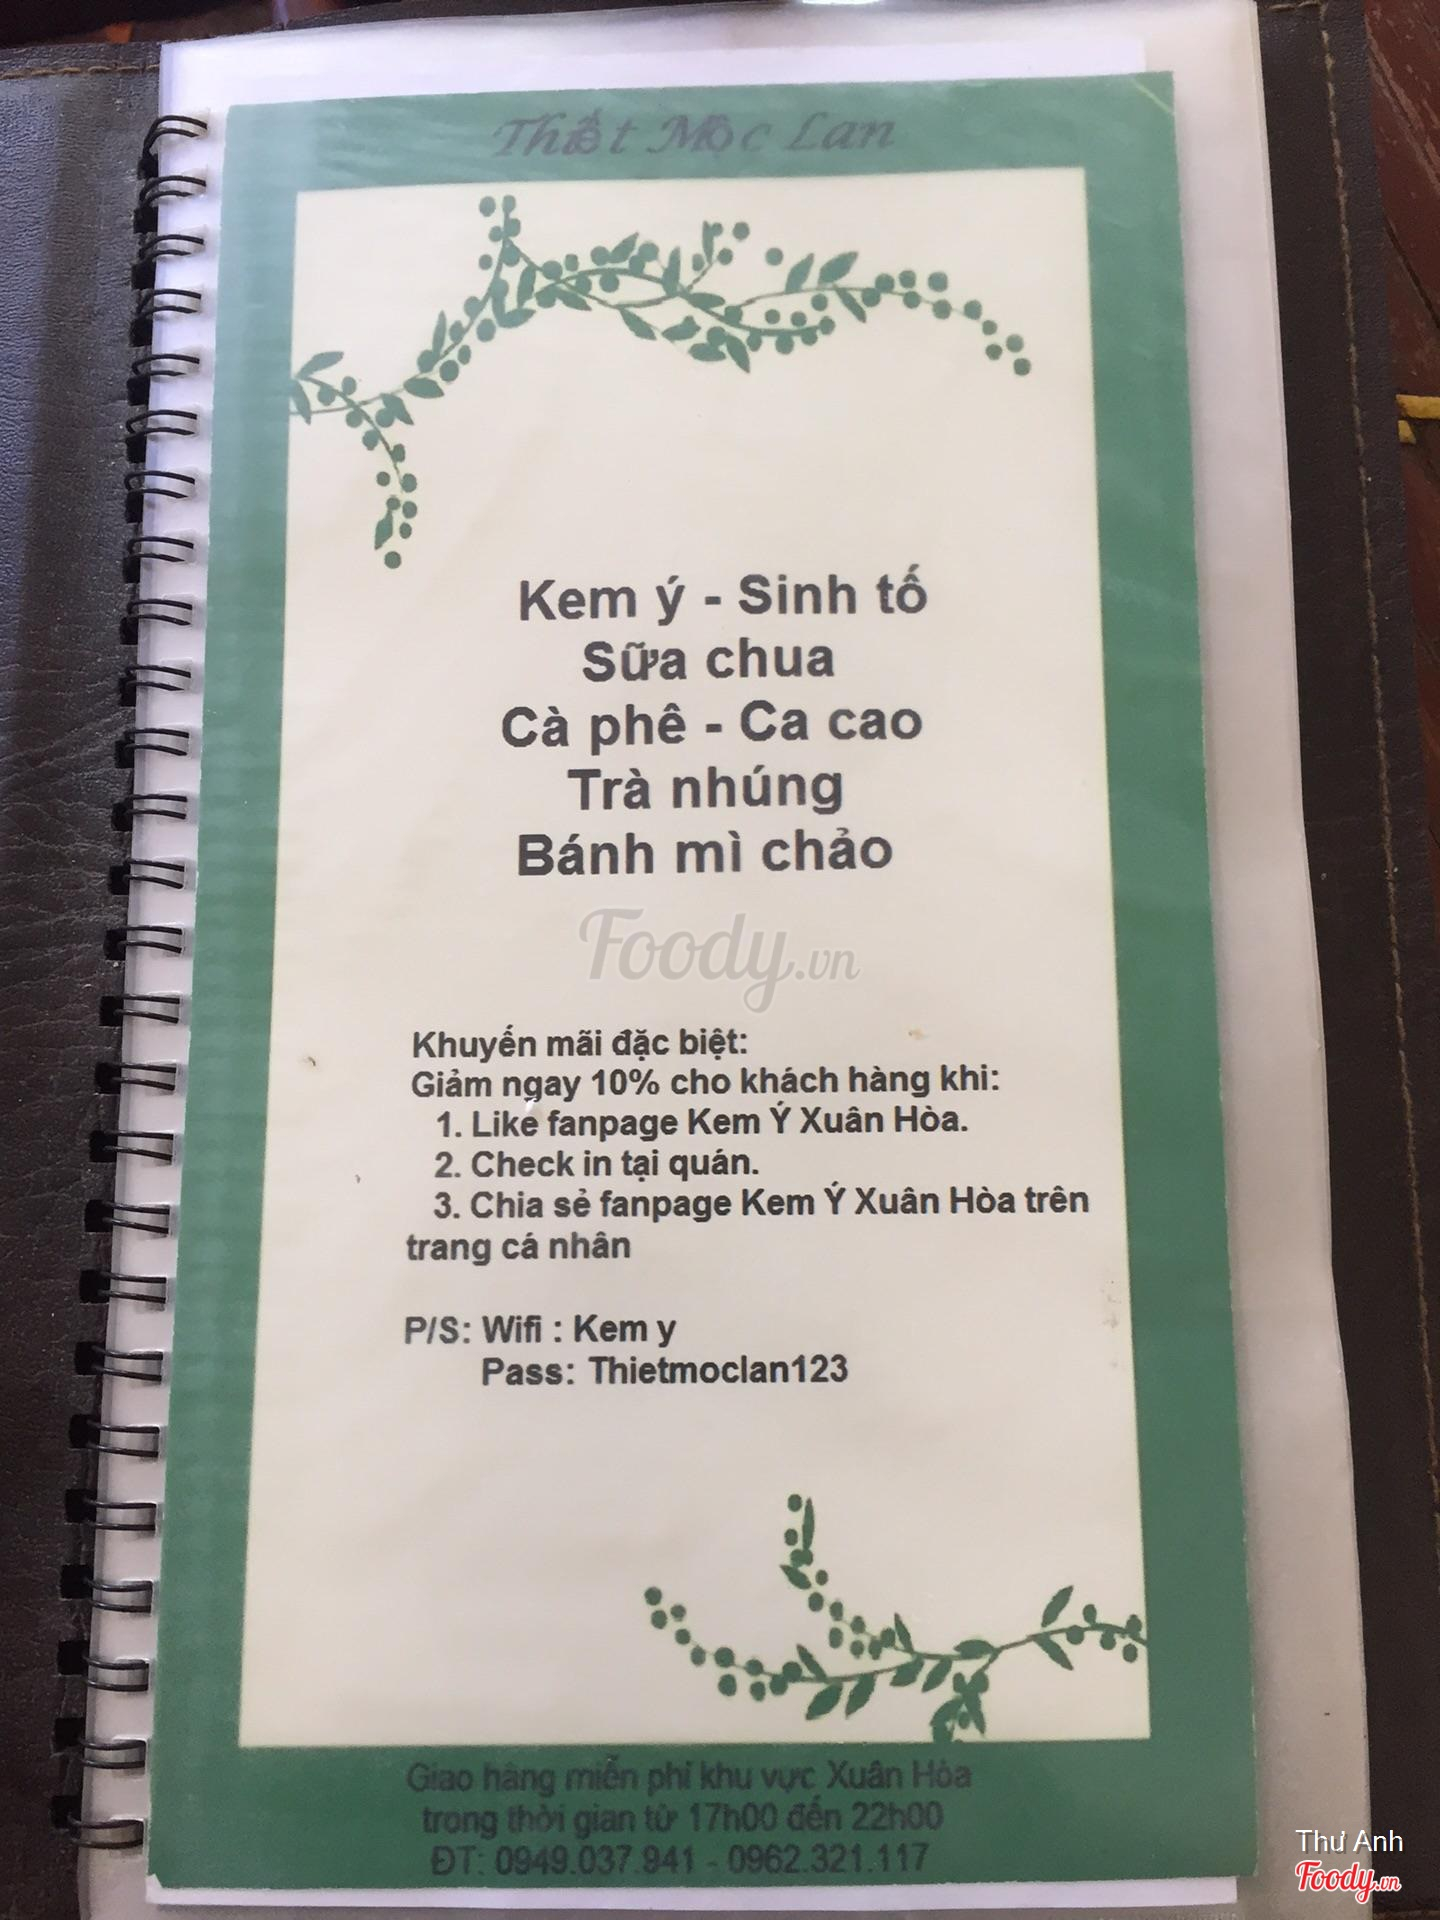 Thiết Mộc Lan
Kem ý - Sinh tố
Sữa chua
Cà phê - Ca cao
Trà nhúng
Bánh mì chảo
Foody.vn
Khuyến mãi đặc biệt:
Giảm ngay 10% cho khách hàng khi:
1. Like fanpage Kem Ý Xuân Hòa.
2. Check in tại quán.
3. Chia sẻ fanpage Kem Ý Xuân Hòa trên
trang cá nhân
P/S: Wifi : Kem y
Pass: Thietmoclan123
Giao hàng miễn phí khu vực Xuân Hòa
trong thời gian từ 17h00 đến 22h00
ĐT: 0949.037.941 - 0962.321.117
Thư Anh
Foody.vn